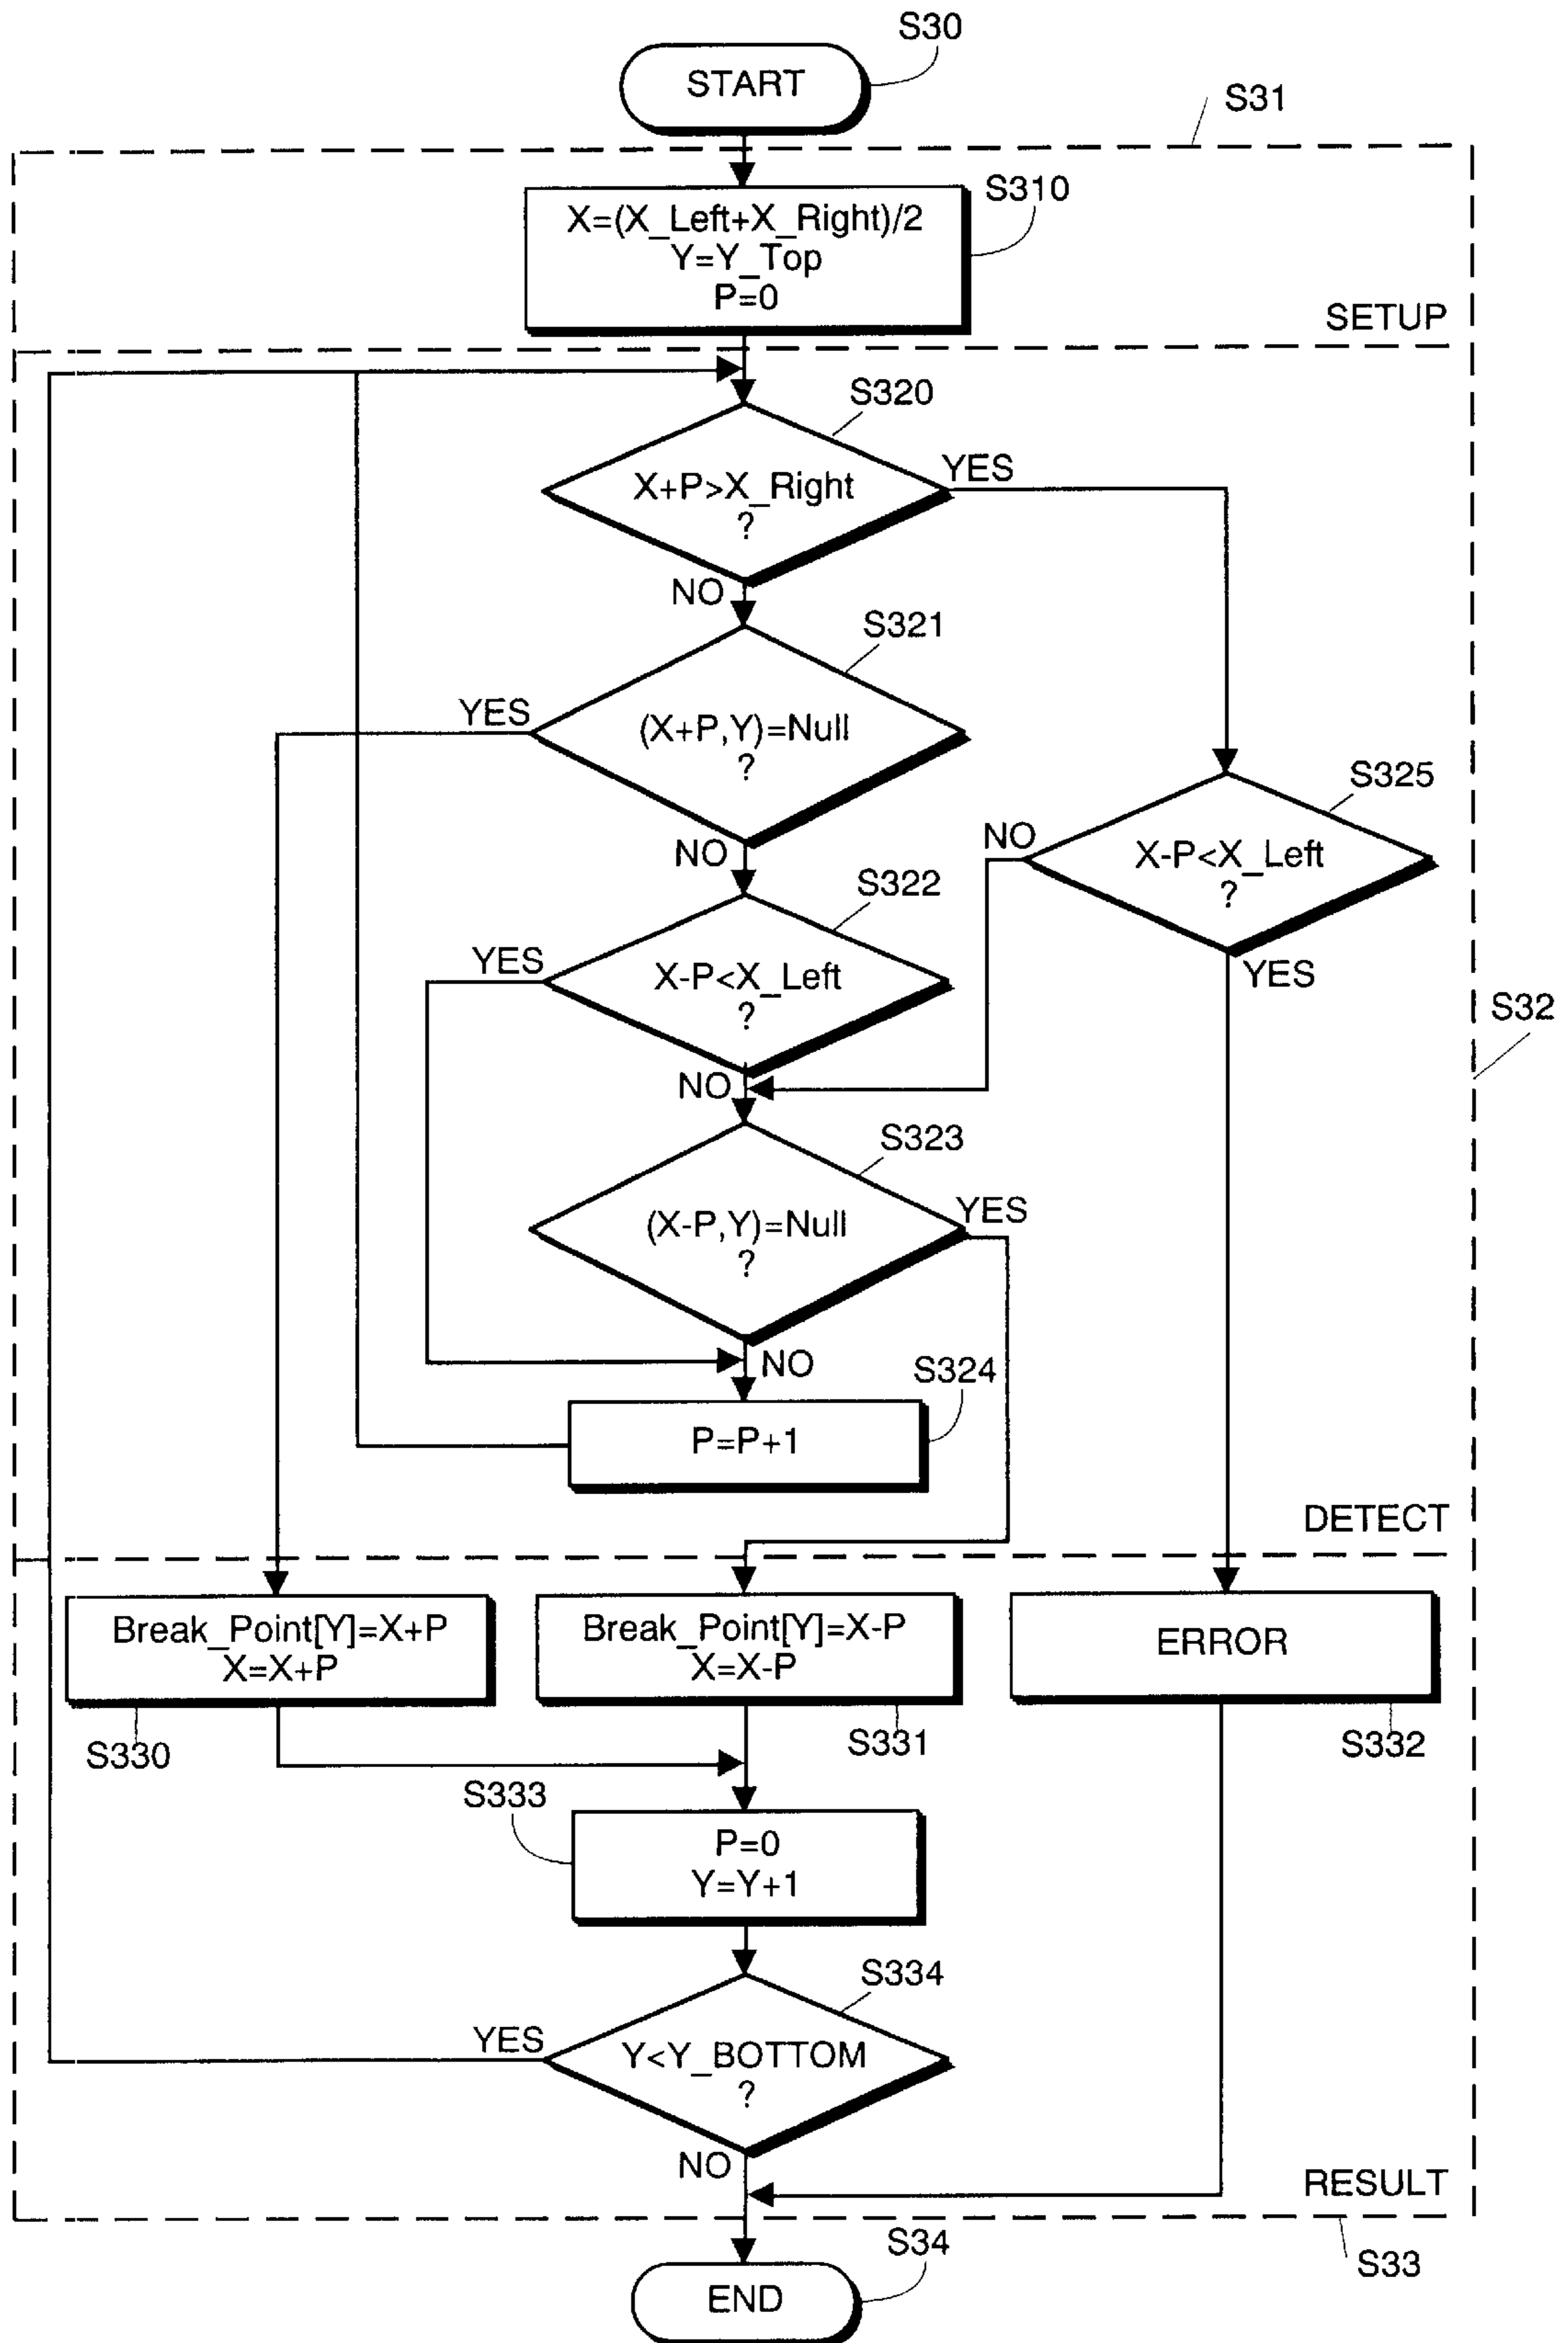 S30
START
S31
S310
X=(X_Left+X_Right)/2
Y=Y_Top
P=0
SETUP
S320
X+P>X_Right
?
YES
NO
S321
YES
(X+P,Y)=Null
?
S325
NO
NO
X-P<X_Left
?
S322
YES
X-P<X_Left
?
YES
S32
NO
S323
YES
(X-P,Y)=Null
?
NO
S324
P=P+1
DETECT
Break_Point[Y]=X+P
X=X+P
Break_Point[Y]=X-P
X=X-P
ERROR
S330
S331
S332
S333
P=0
Y=Y+1
S334
YES
Y<Y_BOTTOM
?
NO
RESULT
S34
S33
END